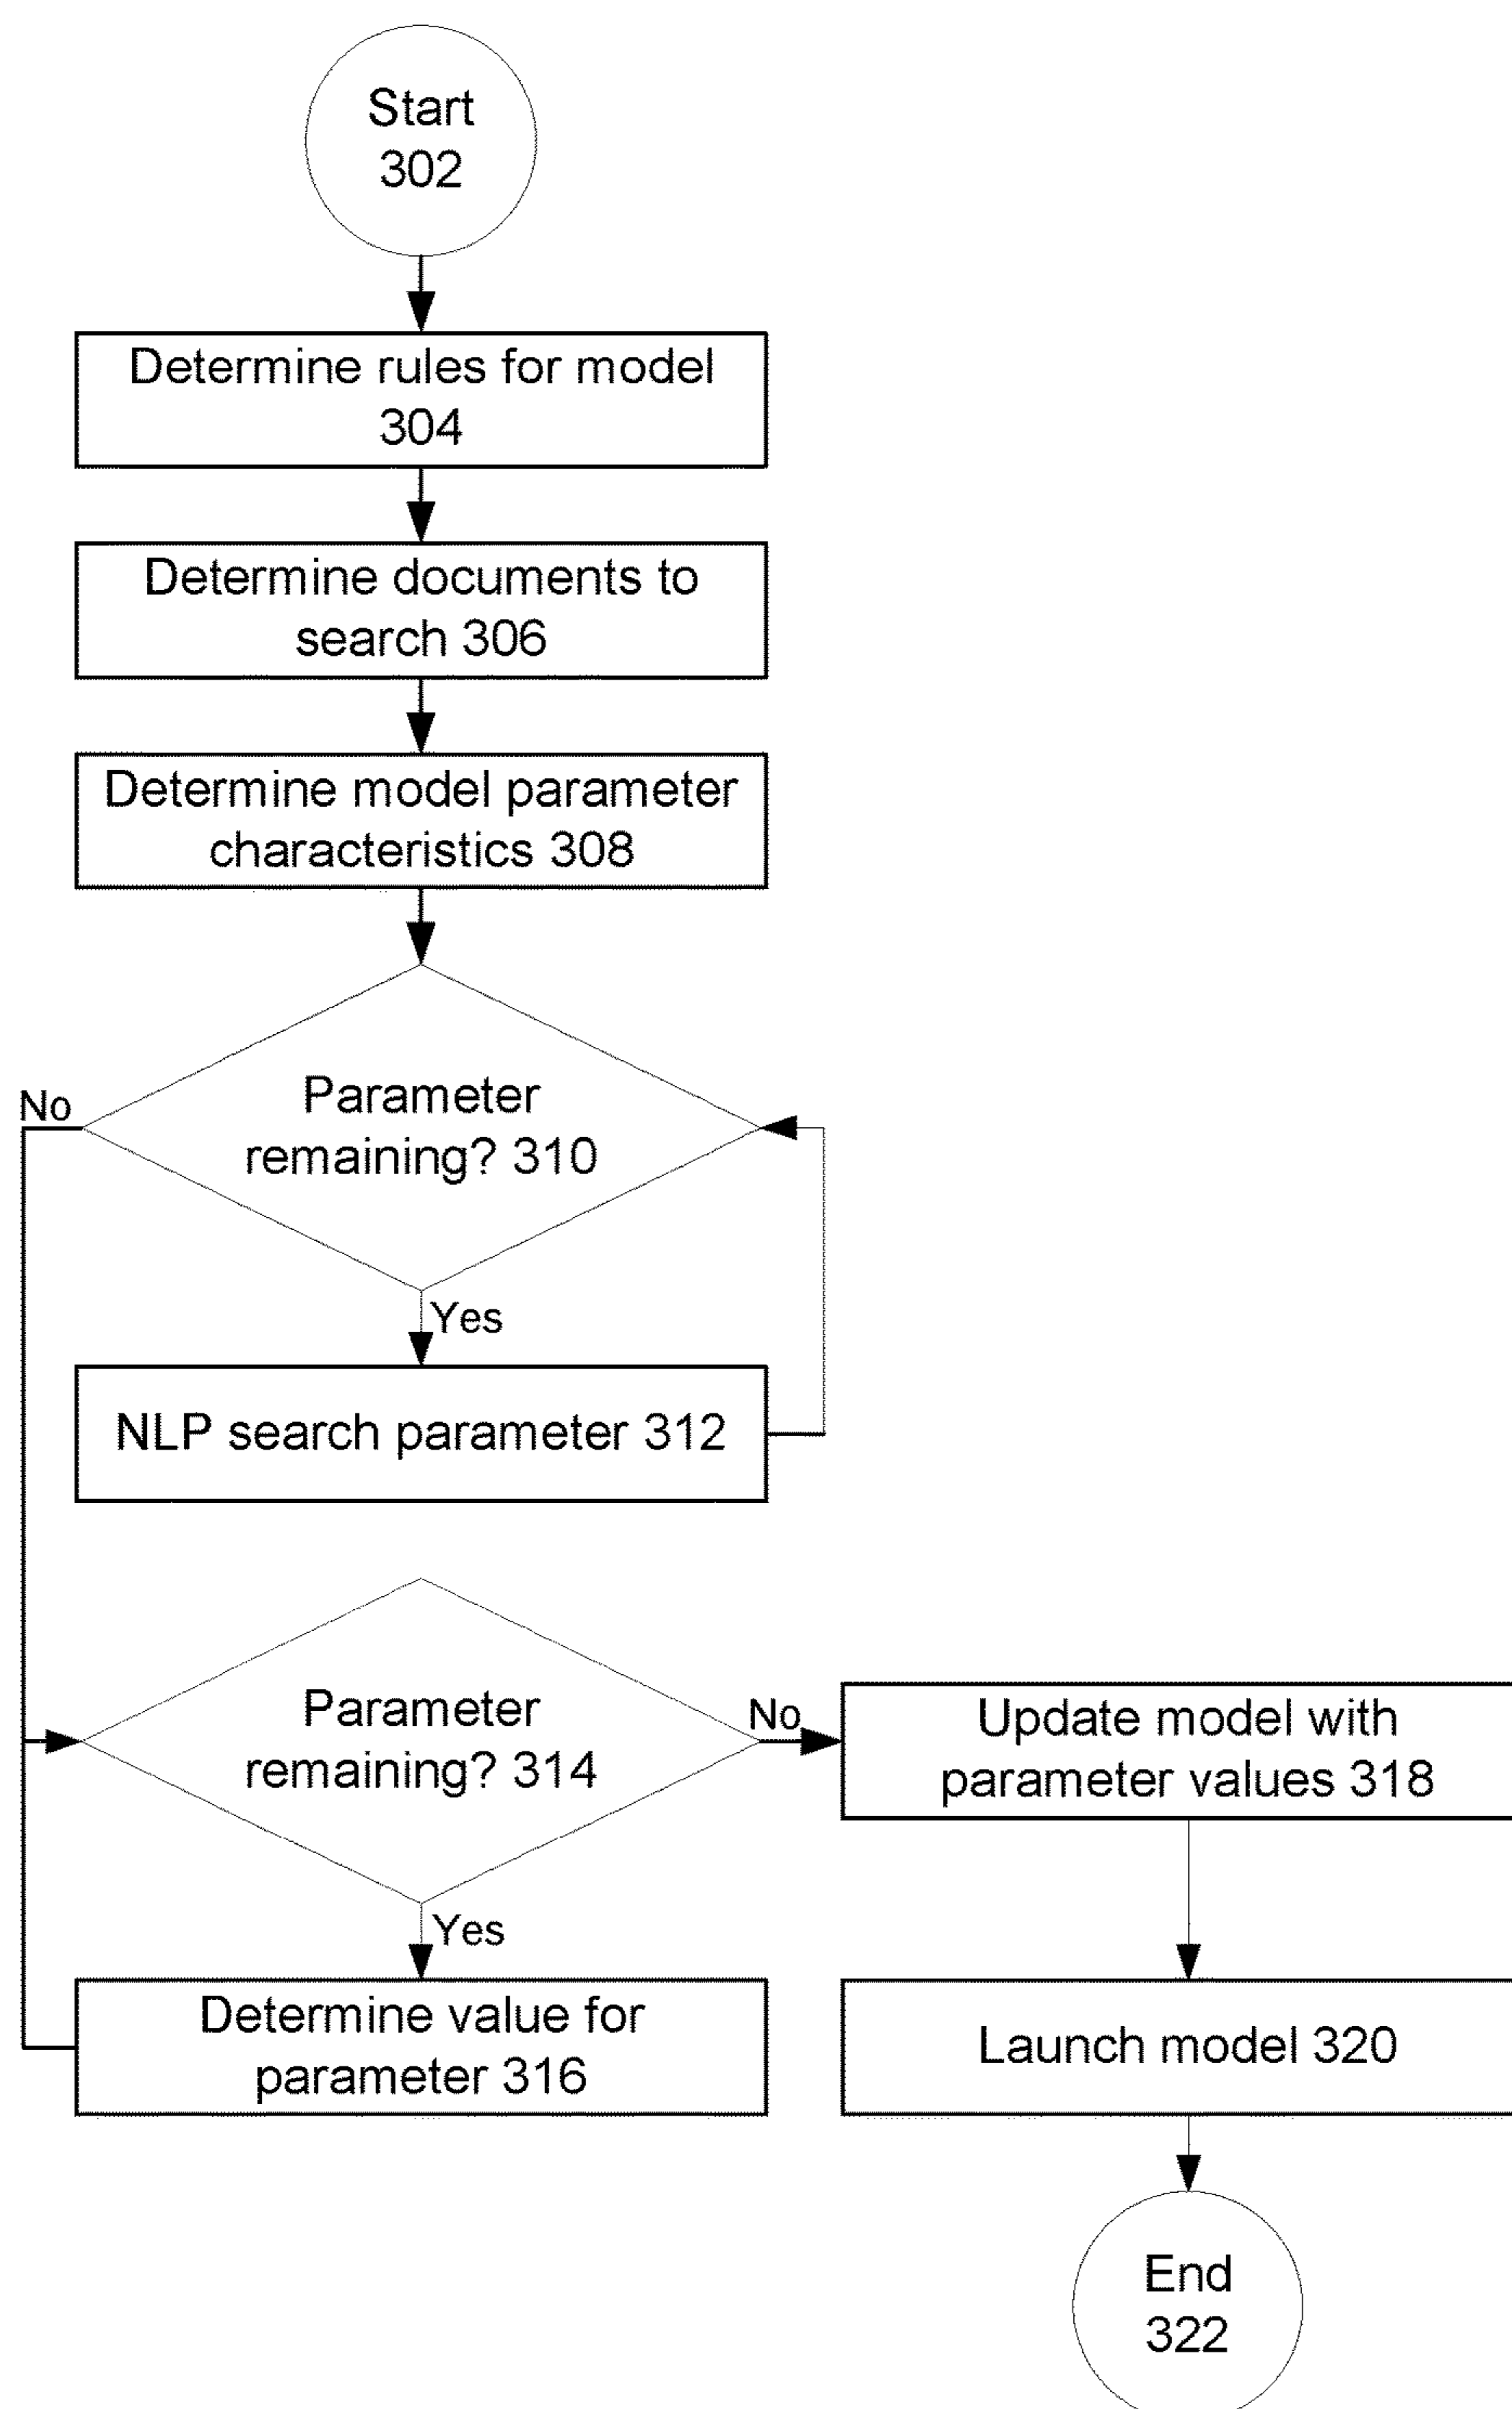 Start
302
Determine rules for model
304
Determine documents to
search 306
Determine model parameter
characteristics 308
Parameter
remaining? 310
No
Yes
NLP search parameter 312
Parameter
remaining? 314
No
Yes
Determine value for
parameter 316
Update model with
parameter values 318
Launch model 320
End
322